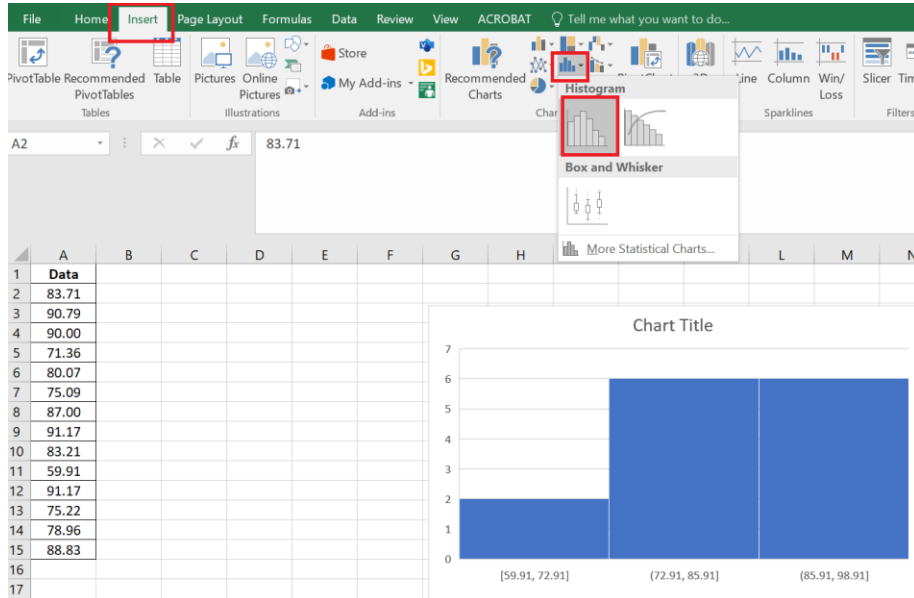 File Home Insert Page Layout Formulas Data Review View ACROBAT Tell me what you want to do...
PivotTable Recommended PivotTables Table Pictures Online Pictures Store My Add-ins Recommended Charts Column Win/Loss Slicer
Tables Illustrations Add-ins Sparklines Filters
Histogram
Box and Whisker
More Statistical Charts...
A2 fx 83.71
A B C D E F G H L M N
1 Data
2 83.71
3 90.79
4 90.00
5 71.36
6 80.07
7 75.09
8 87.00
9 91.17
10 83.21
11 59.91
12 91.17
13 75.22
14 78.96
15 88.83
16
17
Chart Title
7
6
5
4
3
2
1
0
[59.91, 72.91] (72.91, 85.91] (85.91, 98.91]